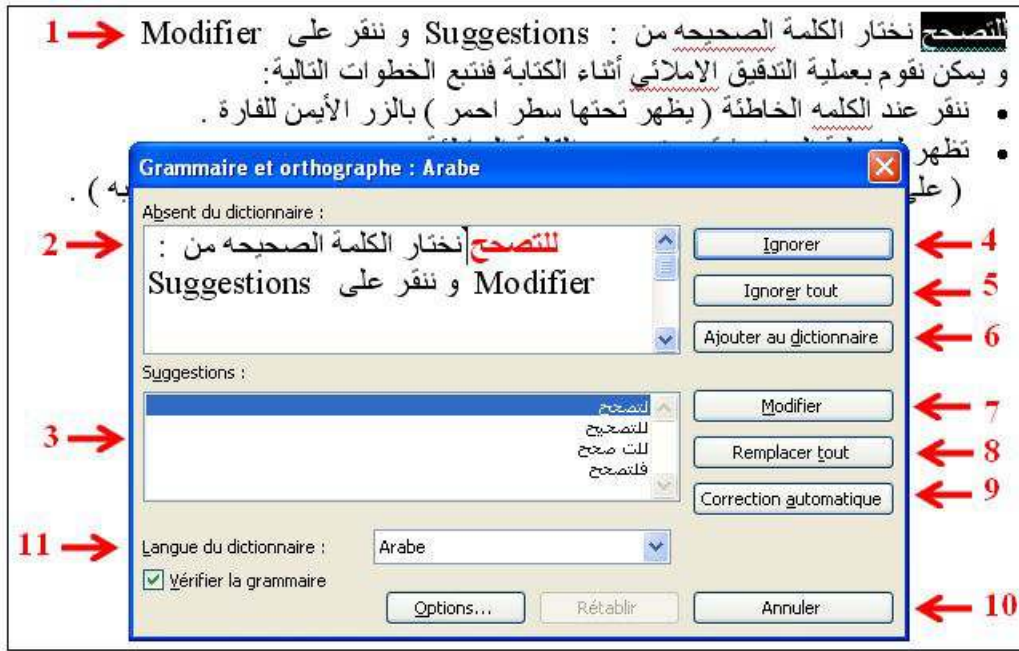 1 للتصحح نختار الكلمة الصحيحه من : Suggestions و ننقر على Modifier
و يمكن نقوم بعملية التدقيق الاملائي أثناء الكتابة فنتبع الخطوات التالية:
• ننقر عند الكلمه الخاطئة ( يظهر تحتها سطر احمر ) بالزر الأيمن للفارة .
• تظهر
( على
به ) .
Grammaire et orthographe : Arabe
Absent du dictionnaire :
2 للتصحح نختار الكلمة الصحيحه من :
Suggestions و ننقر على Modifier
Ignorer 4
Ignorer tout 5
Ajouter au dictionnaire 6
Suggestions :
3
لتصحح
للتصحيح
للت صحح
فلتصحح
Modifier 7
Remplacer tout 8
Correction automatique 9
11 Langue du dictionnaire : Arabe
Vérifier la grammaire
Options... Rétablir Annuler 10